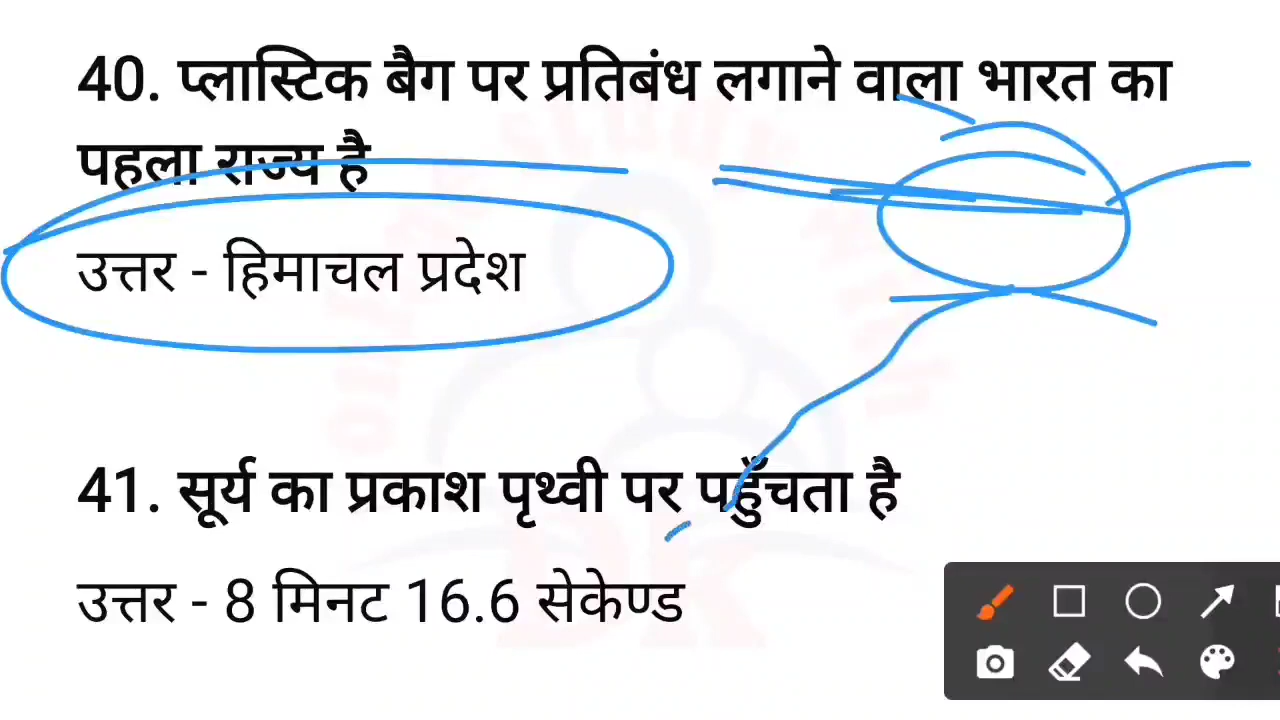 40. प्लास्टिक बैग पर प्रतिबंध लगाने वाला भारत का
पहला राज्य है
उत्तर - हिमाचल प्रदेश
41. सूर्य का प्रकाश पृथ्वी पर पहुँचता है
उत्तर - 8 मिनट 16.6 सेकेण्ड
DK